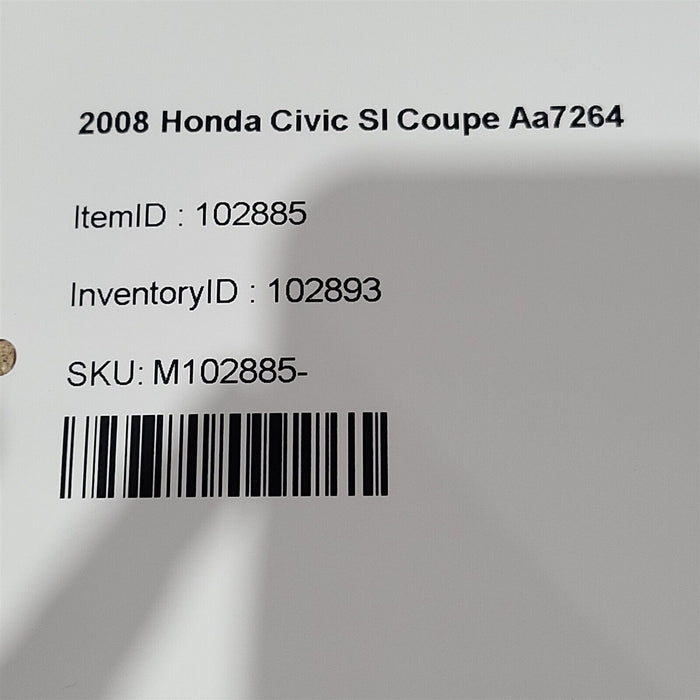 2008 Honda Civic SI Coupe Aa7264
ItemID : 102885
InventoryID : 102893
SKU: M102885-